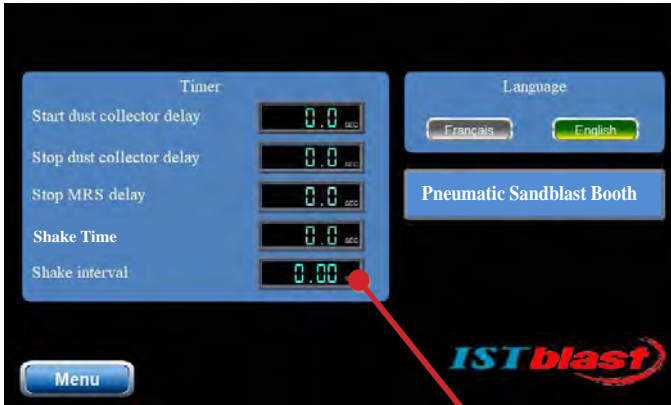 Timer
Start dust collector delay 0.0 SEC
Stop dust collector delay 0.0 SEC
Stop MRS delay 0.0 SEC
Shake Time 0.0 SEC
Shake interval 0.00
Language
Français English
Pneumatic Sandblast Booth
ISTblast
Menu